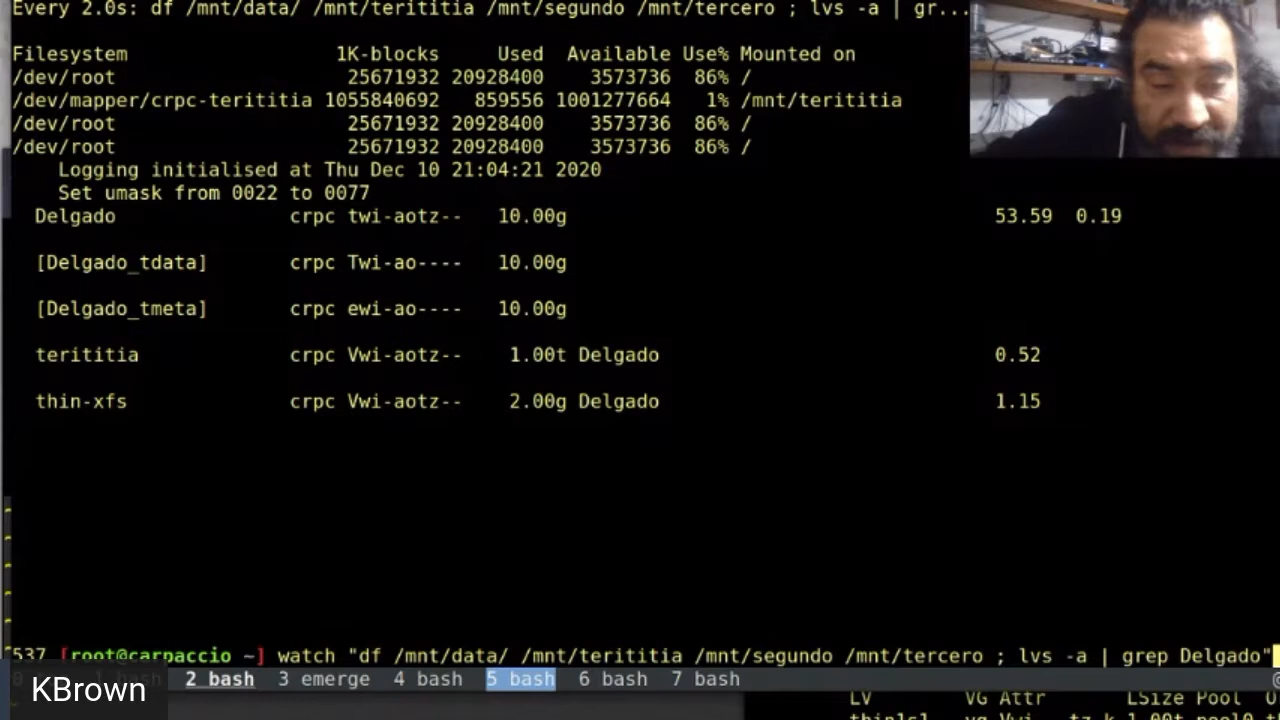 Every 2.0s: df /mnt/data/ /mnt/terititia /mnt/segundo /mnt/tercero ; lvs -a | gr...
Filesystem 1K-blocks Used Available Use% Mounted on
/dev/root 25671932 20928400 3573736 86% /
/dev/mapper/crpc-terititia 1055840692 859556 1001277664 1% /mnt/terititia
/dev/root 25671932 20928400 3573736 86% /
/dev/root 25671932 20928400 3573736 86% /
Logging initialised at Thu Dec 10 21:04:21 2020
Set umask from 0022 to 0077
Delgado crpc twi-aotz-- 10.00g 53.59 0.19
[Delgado_tdata] crpc Twi-ao---- 10.00g
[Delgado_tmeta] crpc ewi-ao---- 10.00g
terititia crpc Vwi-aotz-- 1.00t Delgado 0.52
thin-xfs crpc Vwi-aotz-- 2.00g Delgado 1.15
537 [root@carpaccio ~] watch "df /mnt/data/ /mnt/terititia /mnt/segundo /mnt/tercero ; lvs -a | grep Delgado"
2 bash 3 emerge 4 bash 5 bash 6 bash 7 bash
KBrown
LV VG Attr LSize Pool